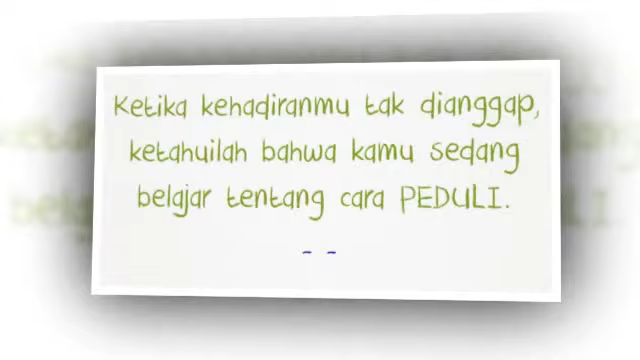 Ketika kehadiranmu tak dianggap,
ketahuilah bahwa kamu sedang
belajar tentang cara PEDULI.
- -